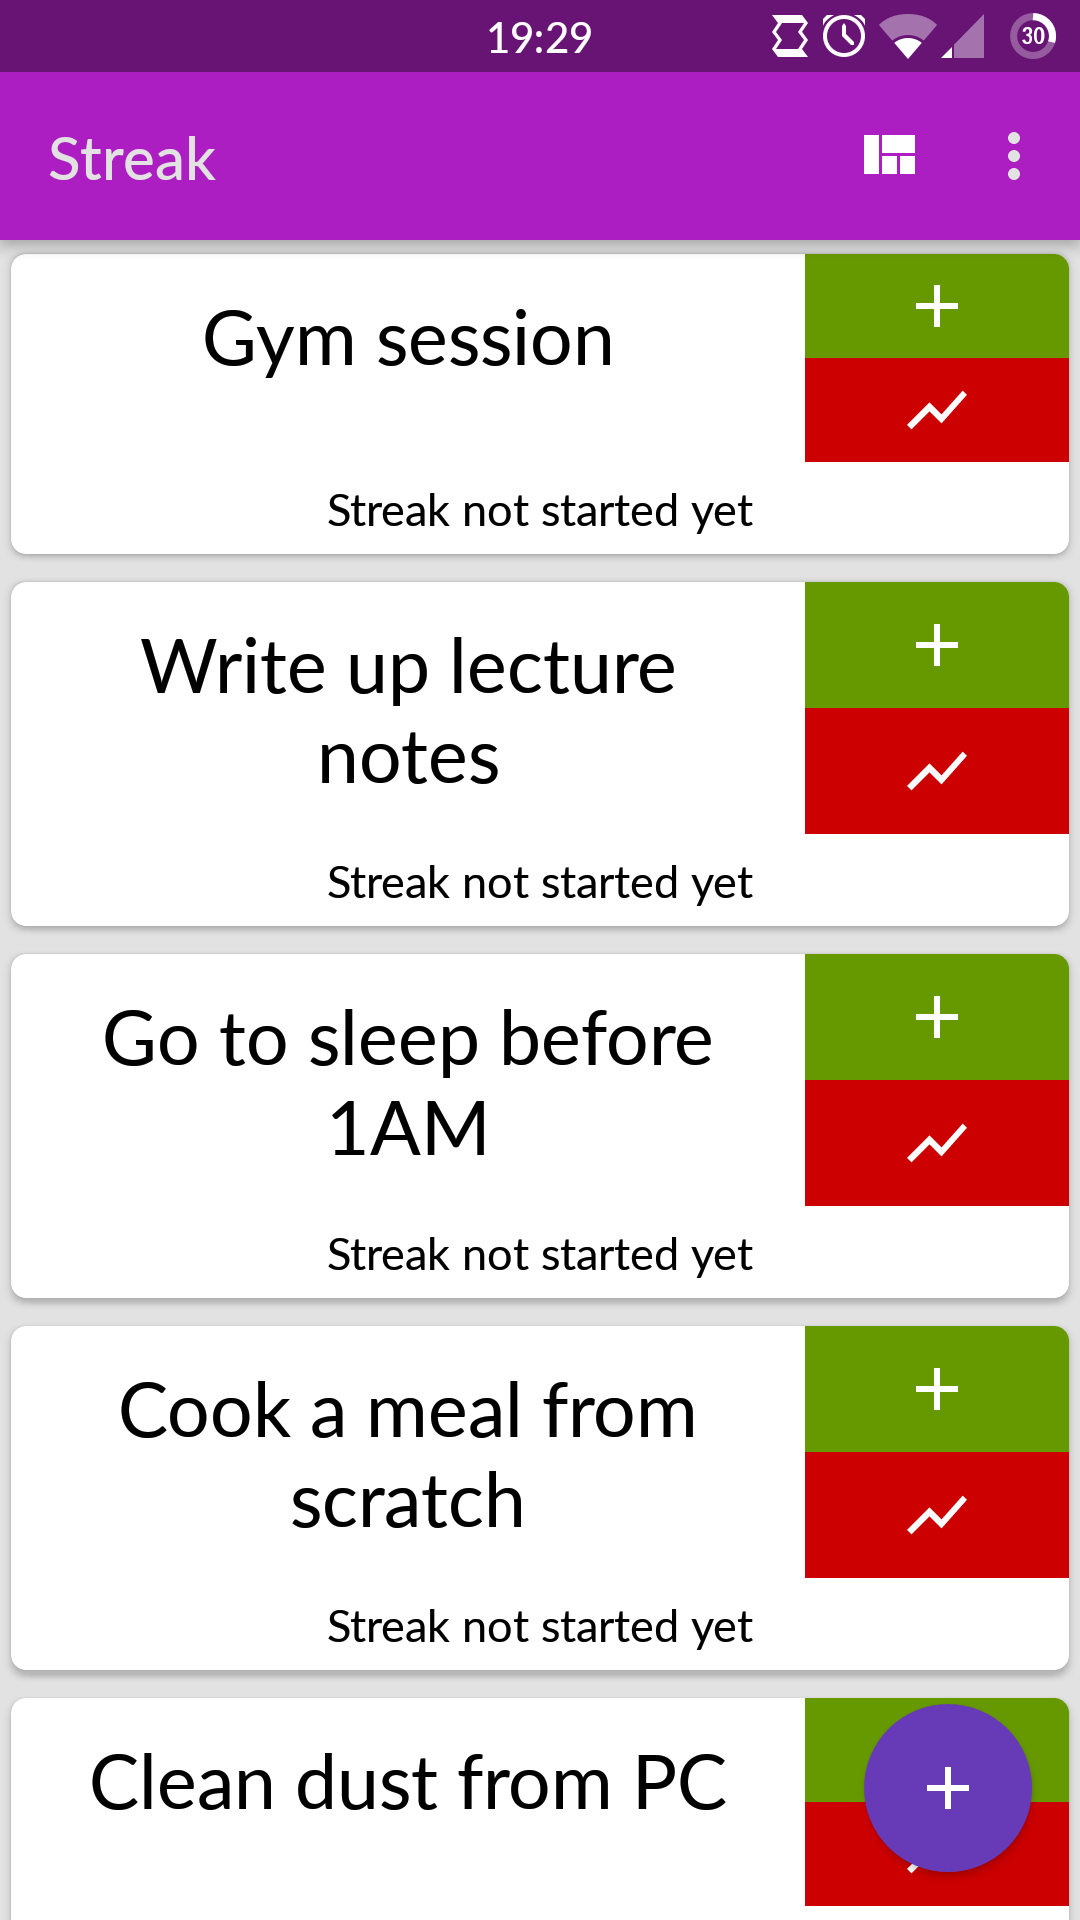 19:29
30
Streak
Gym session
Streak not started yet
Write up lecture
notes
Streak not started yet
Go to sleep before
1AM
Streak not started yet
Cook a meal from
scratch
Streak not started yet
Clean dust from PC